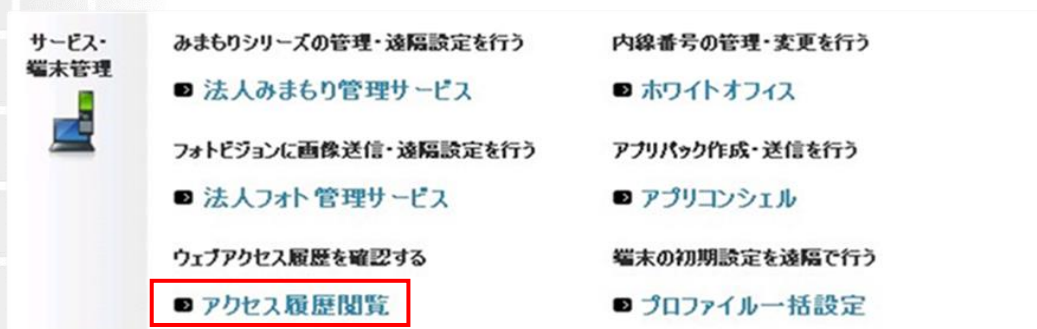 サービス・
端末管理
みまもりシリーズの管理・遠隔設定を行う
法人みまもり管理サービス
フォトビジョンに画像送信・遠隔設定を行う
法人フォト管理サービス
ウェブアクセス履歴を確認する
アクセス履歴閲覧
内線番号の管理・変更を行う
ホワイトオフィス
アプリパック作成・送信を行う
アプリコンシェル
端末の初期設定を遠隔で行う
プロファイル一括設定